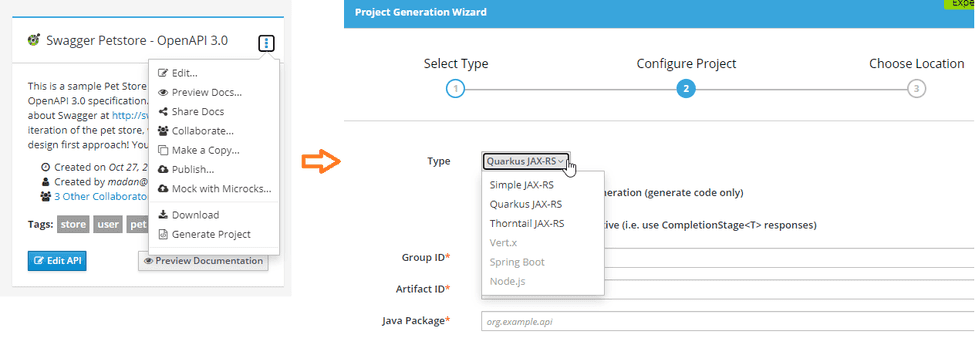 Swagger Petstore - OpenAPI 3.0
This is a sample Pet Store
OpenAPI 3.0 specification.
about Swagger at http://sw
iteration of the pet store,
design first approach! You
Created on Oct 27, 2
Created by madan@
3 Other Collaborato
Tags: store user pet
Edit API
Preview Documentation
Edit...
Preview Docs...
Share Docs
Collaborate...
Make a Copy...
Publish...
Mock with Microcks...
Download
Generate Project
Project Generation Wizard
Expe
Select Type
Configure Project
Choose Location
1
2
3
Type
Quarkus JAX-RS
Simple JAX-RS
Quarkus JAX-RS
Thorntail JAX-RS
Vert.x
Spring Boot
Node.js
eneration (generate code only)
tive (i.e. use CompletionStage<T> responses)
Group ID*
Artifact ID*
Java Package*
org.example.api